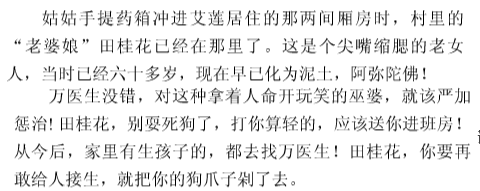 姑姑手提药箱冲进艾莲居住的那两间厢房时，村里的
“老婆娘”田桂花已经在那里了。这是个尖嘴缩腮的老女
人，当时已经六十多岁，现在早已化为泥土，阿弥陀佛！
万医生没错，对这种拿着人命开玩笑的巫婆，就该严加
惩治！田桂花，别耍死狗了，打你算轻的，应该送你进班房！
从今后，家里有生孩子的，都去找万医生！田桂花，你要再
敢给人接生，就把你的狗爪子剁了去。